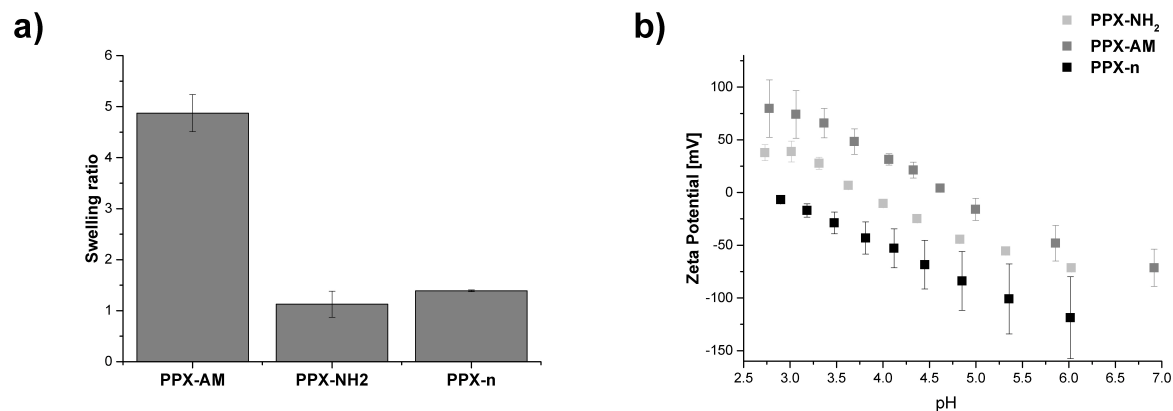 a)
Swelling ratio
6
5
4
3
2
1
0
PPX-AM
PPX-NH2
PPX-n
b)
PPX-NH₂
PPX-AM
PPX-n
Zeta Potential [mV]
100
50
0
-50
-100
-150
2.5 3.0 3.5 4.0 4.5 5.0 5.5 6.0 6.5 7.0
pH